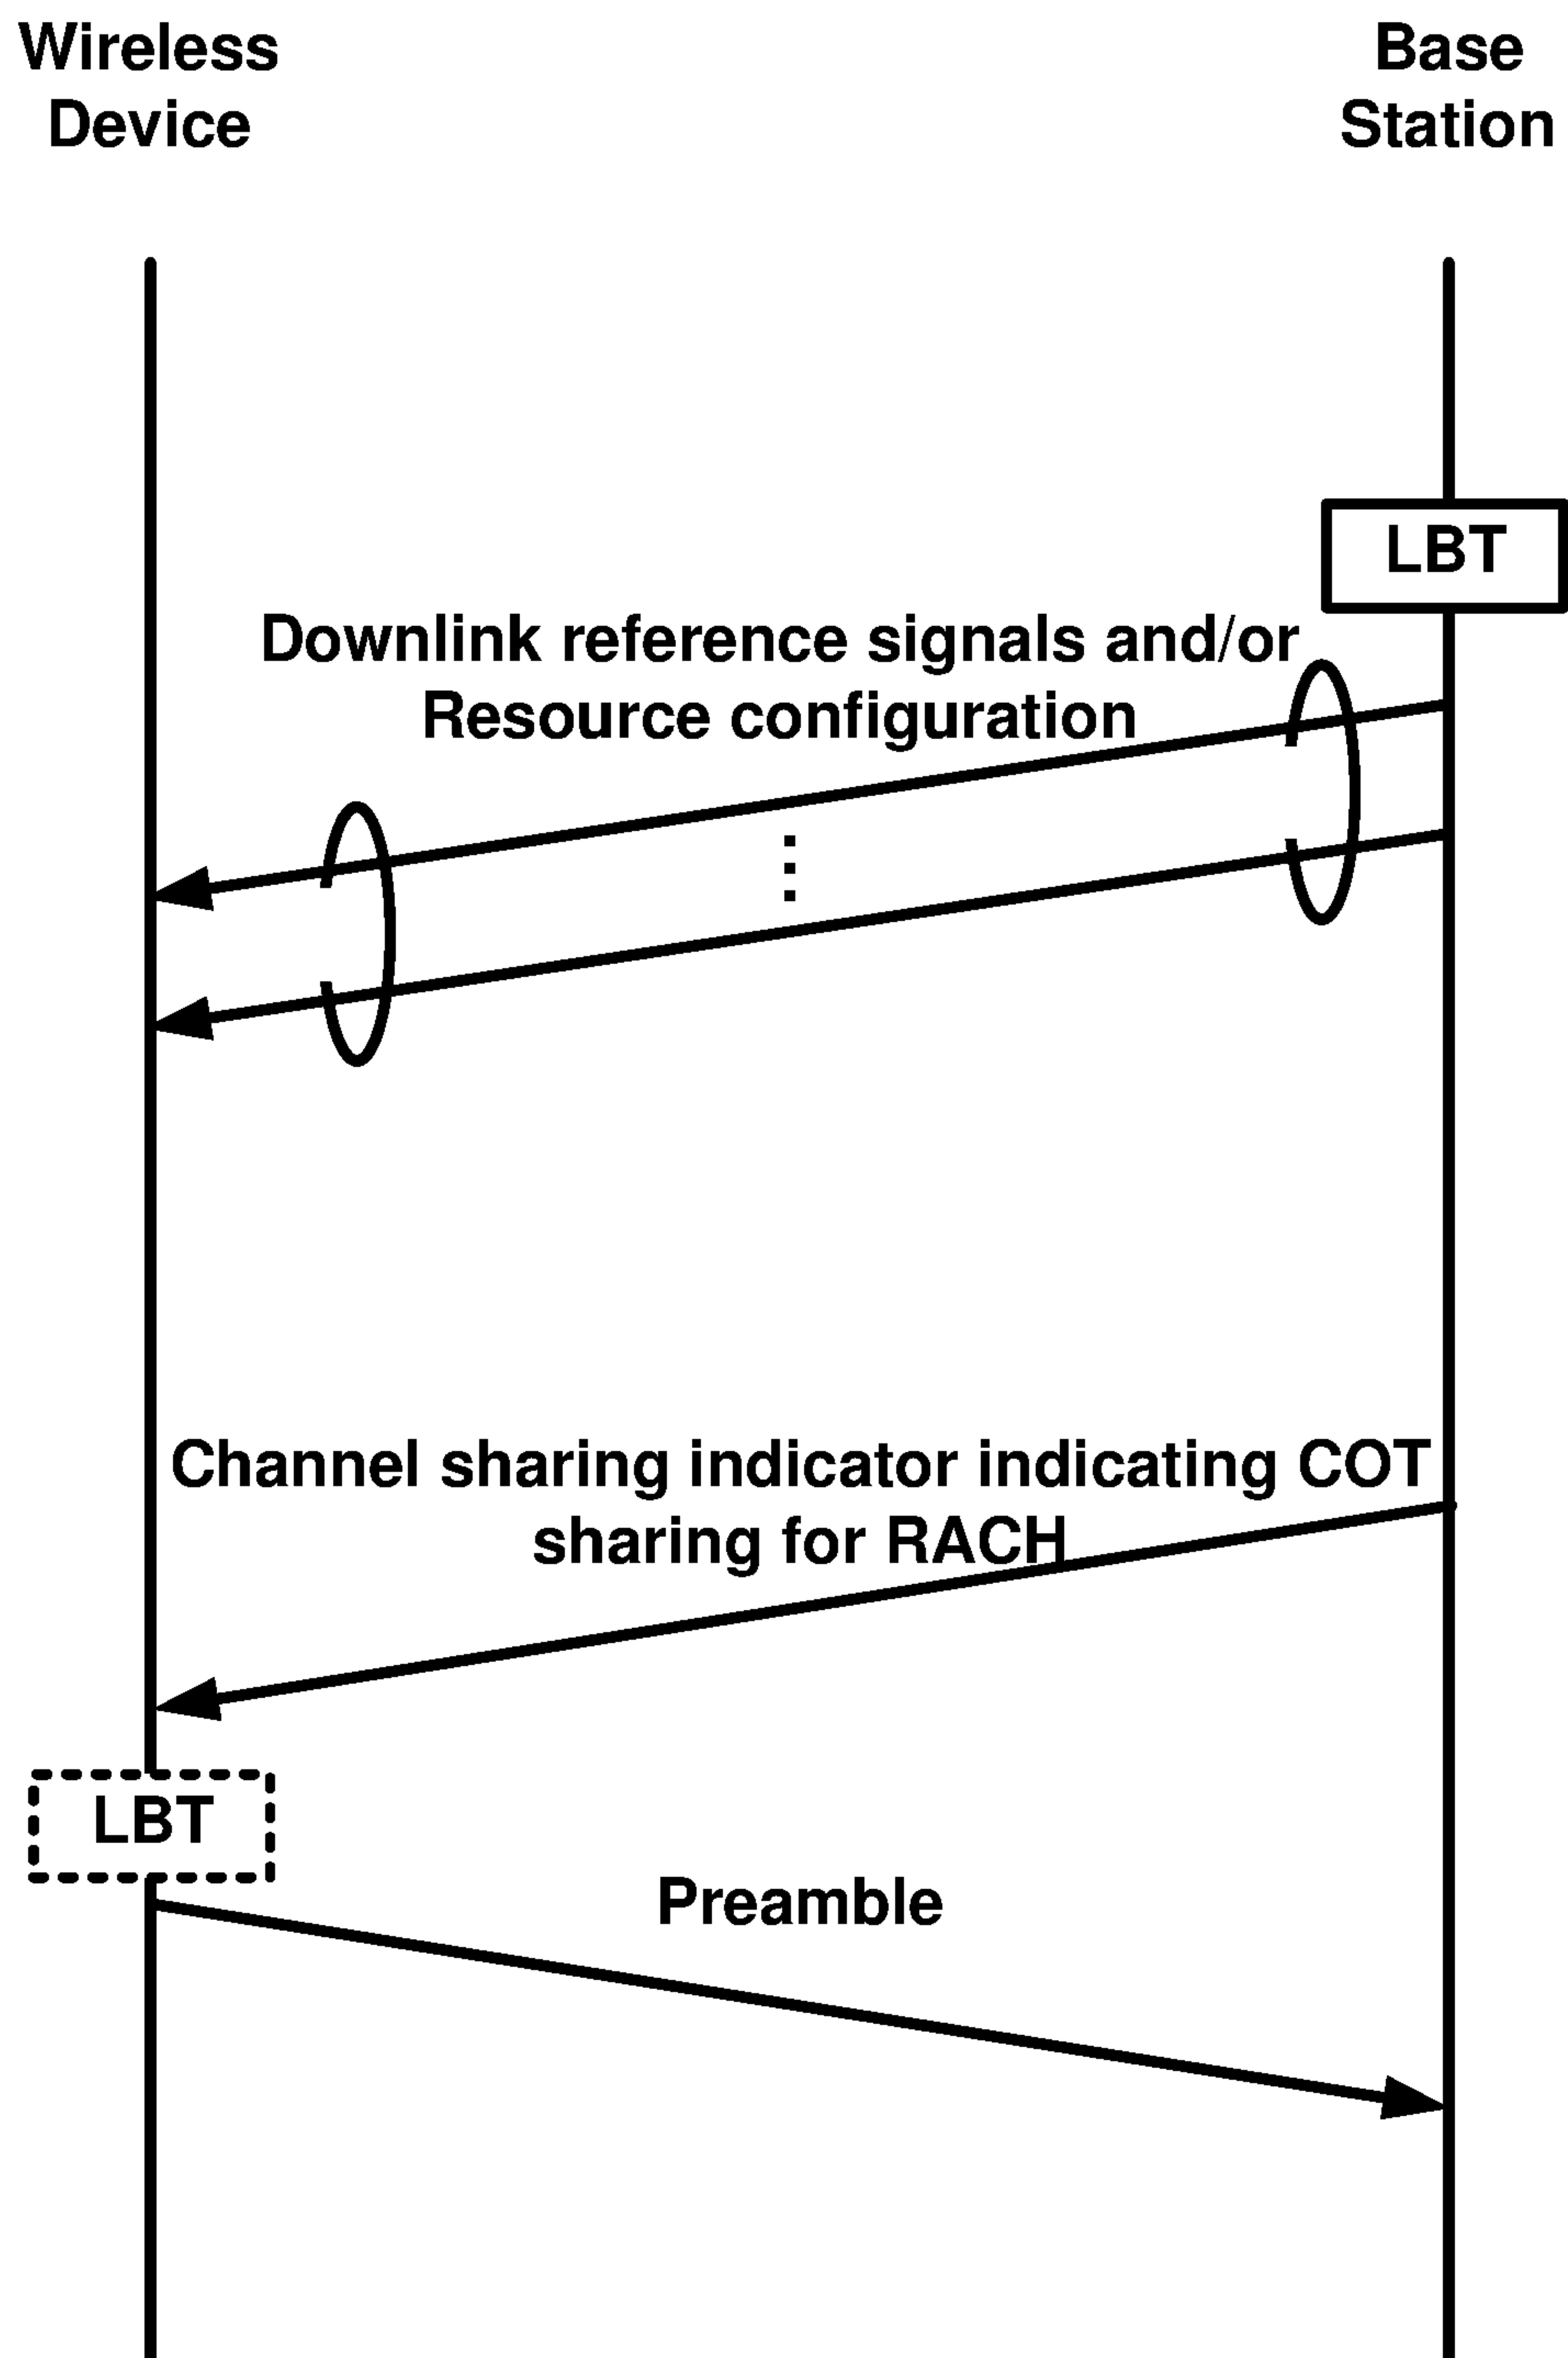 Wireless
Device
Base
Station
LBT
Downlink reference signals and/or
Resource configuration
Channel sharing indicator indicating COT
sharing for RACH
LBT
Preamble